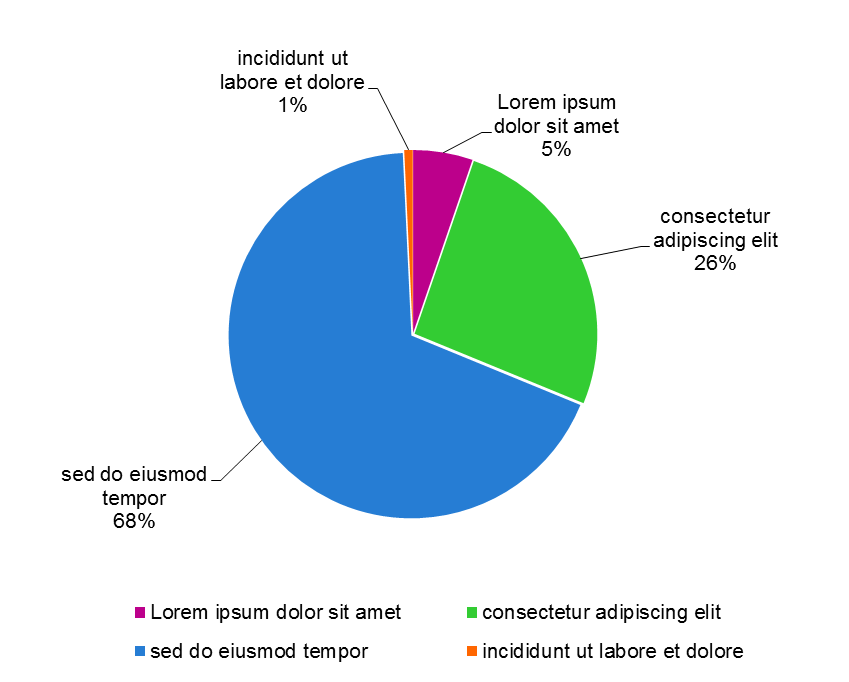 incididunt ut
labore et dolore
1%
Lorem ipsum
dolor sit amet
5%
consectetur
adipiscing elit
26%
sed do eiusmod
tempor
68%
Lorem ipsum dolor sit amet
consectetur adipiscing elit
sed do eiusmod tempor
incididunt ut labore et dolore